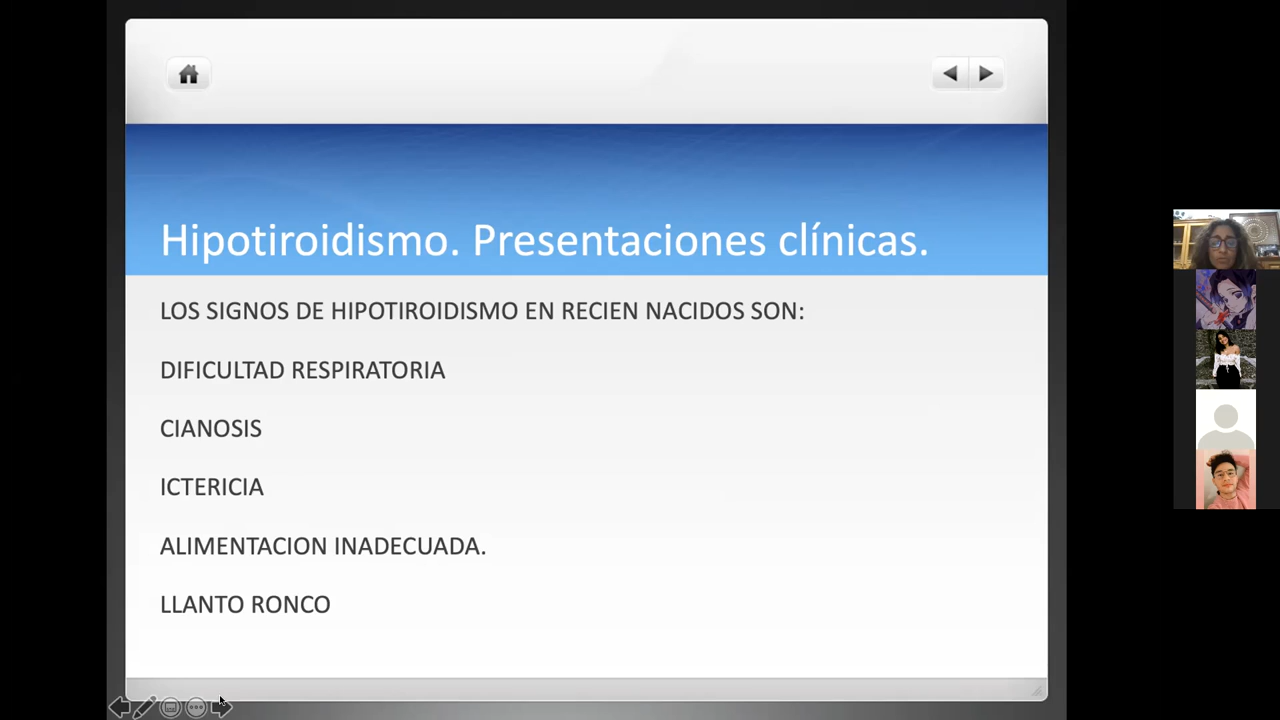 Hipotiroidismo. Presentaciones clínicas.
LOS SIGNOS DE HIPOTIROIDISMO EN RECIEN NACIDOS SON:
DIFICULTAD RESPIRATORIA
CIANOSIS
ICTERICIA
ALIMENTACION INADECUADA.
LLANTO RONCO